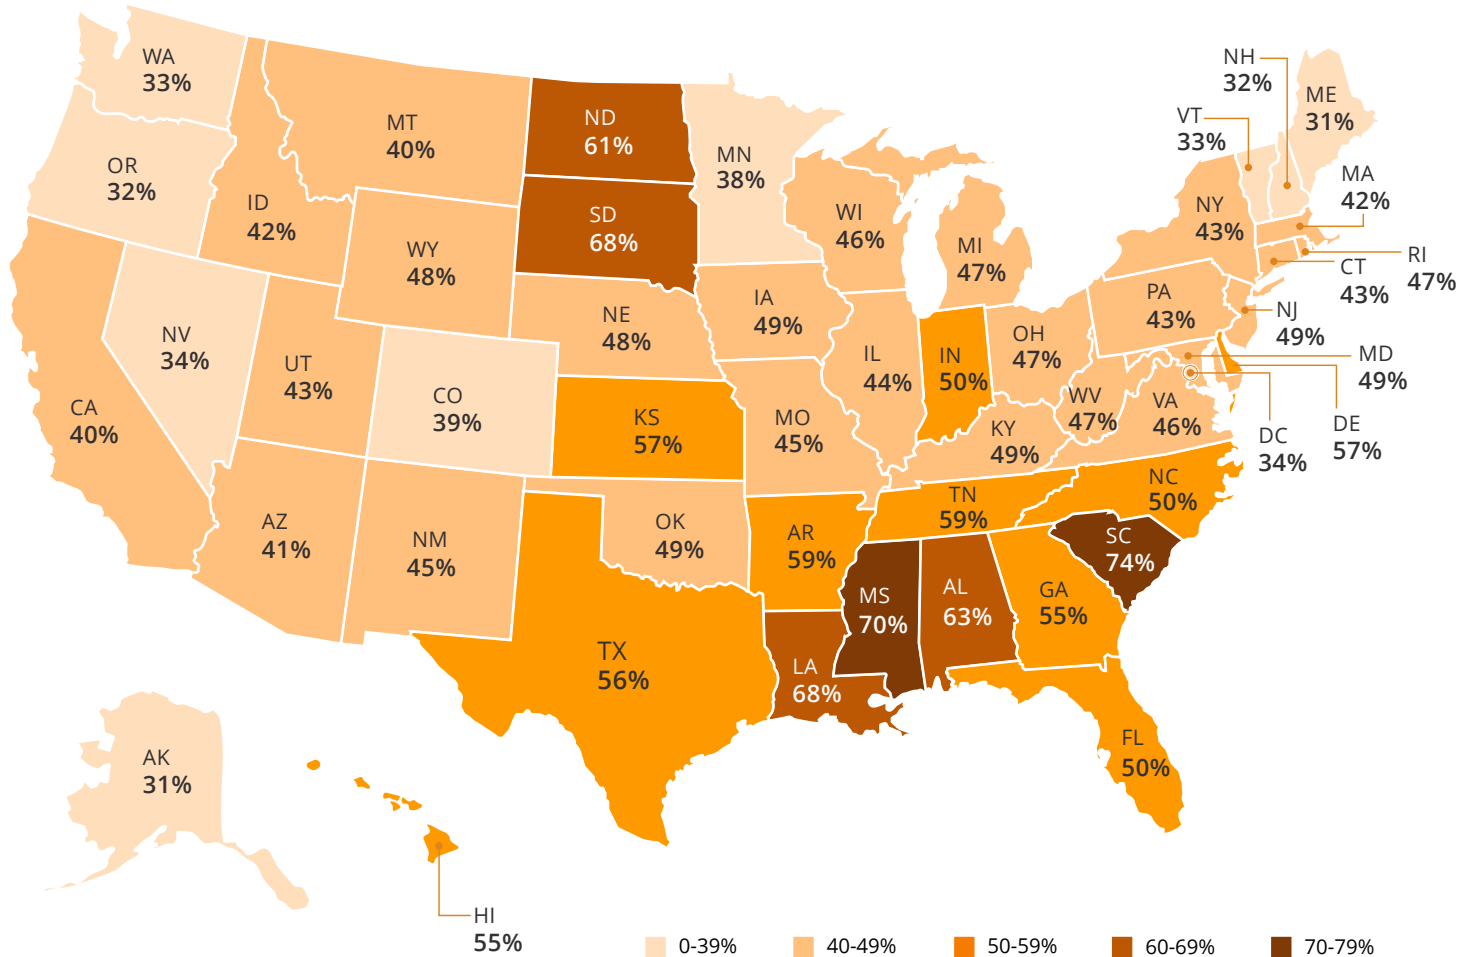 WA
33%
OR
32%
ID
42%
MT
40%
ND
61%
SD
68%
MN
38%
WY
48%
NV
34%
UT
43%
CA
40%
CO
39%
NE
48%
KS
57%
IA
49%
MO
45%
WI
46%
IL
44%
MI
47%
IN
50%
OH
47%
KY
49%
WV
47%
VA
46%
PA
43%
NY
43%
VT
33%
NH
32%
ME
31%
MA
42%
RI
47%
CT
43%
NJ
49%
MD
49%
DE
57%
DC
34%
AZ
41%
NM
45%
OK
49%
TX
56%
AR
59%
LA
68%
MS
70%
AL
63%
TN
59%
NC
50%
SC
74%
GA
55%
FL
50%
AK
31%
HI
55%
0-39%
40-49%
50-59%
60-69%
70-79%